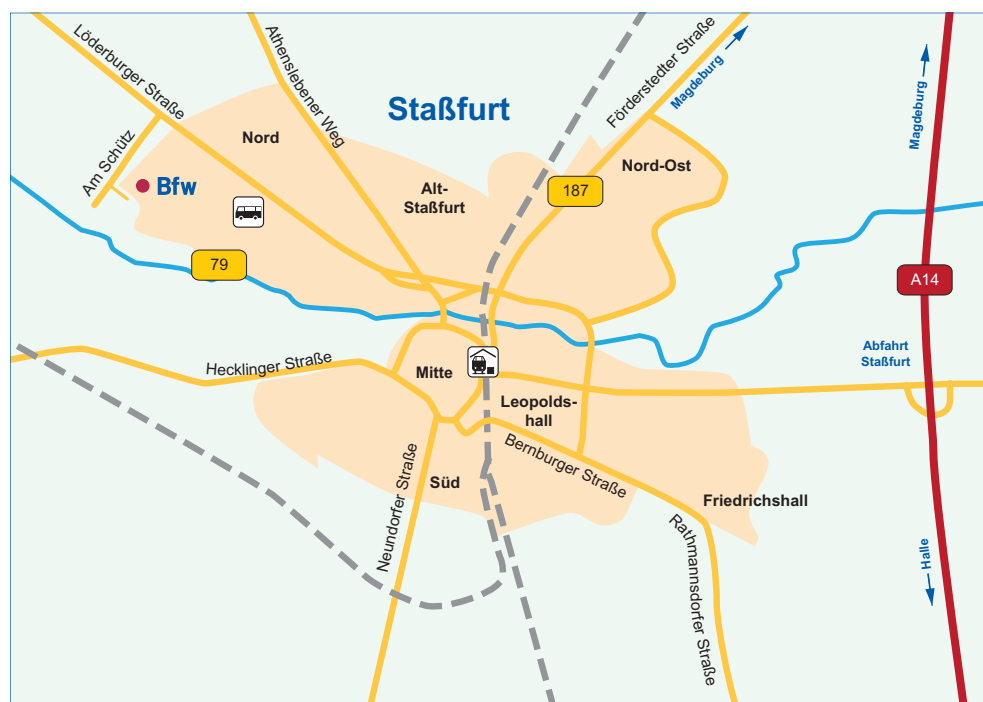 Löderburger Straße
Athenslebener Weg
Förderstedter Straße
Magdeburg
Magdeburg
Staßfurt
Nord
Nord-Ost
Am Schütz
Bfw
Alt-
Staßfurt
187
79
A14
Abfahrt
Staßfurt
Hecklinger Straße
Mitte
Leopolds-
hall
Bernburger Straße
Süd
Neundorfer Straße
Friedrichshall
Rathmannsdorfer Straße
Halle